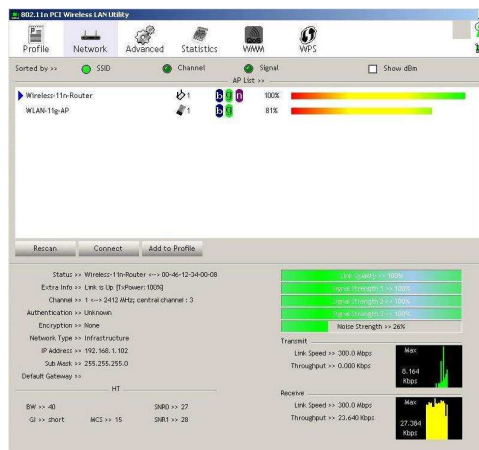 802.11n PCI Wireless LAN Utility
Profile Network Advanced Statistics WMM WPS
Sorted by >> SSID Channel Signal Show dBm
AP List >>
Wireless-11n-Router 1 b g n 100%
WLAN-11g-AP 1 b g 81%
Rescan Connect Add to Profile
Status >> Wireless-11n-Router <--> 00-46-12-34-00-08
Extra Info >> Link is Up [TxPower:100%]
Channel >> 1 <--> 2412 MHz; central channel : 3
Authentication >> Unknown
Encryption >> None
Network Type >> Infrastructure
IP Address >> 192.168.1.102
Sub Mask >> 255.255.255.0
Default Gateway >>
HT
BW >> 40 SNR0 >> 27
GI >> short MCS >> 15 SNR1 >> 28
Link Quality >> 100%
Signal Strength 1 >> 100%
Signal Strength 2 >> 100%
Signal Strength 3 >> 100%
Noise Strength >> 26%
Transmit
Link Speed >> 300.0 Mbps
Throughput >> 0.000 Kbps
Max
8.164
Kbps
Receive
Link Speed >> 300.0 Mbps
Throughput >> 23.640 Kbps
Max
27.384
Kbps